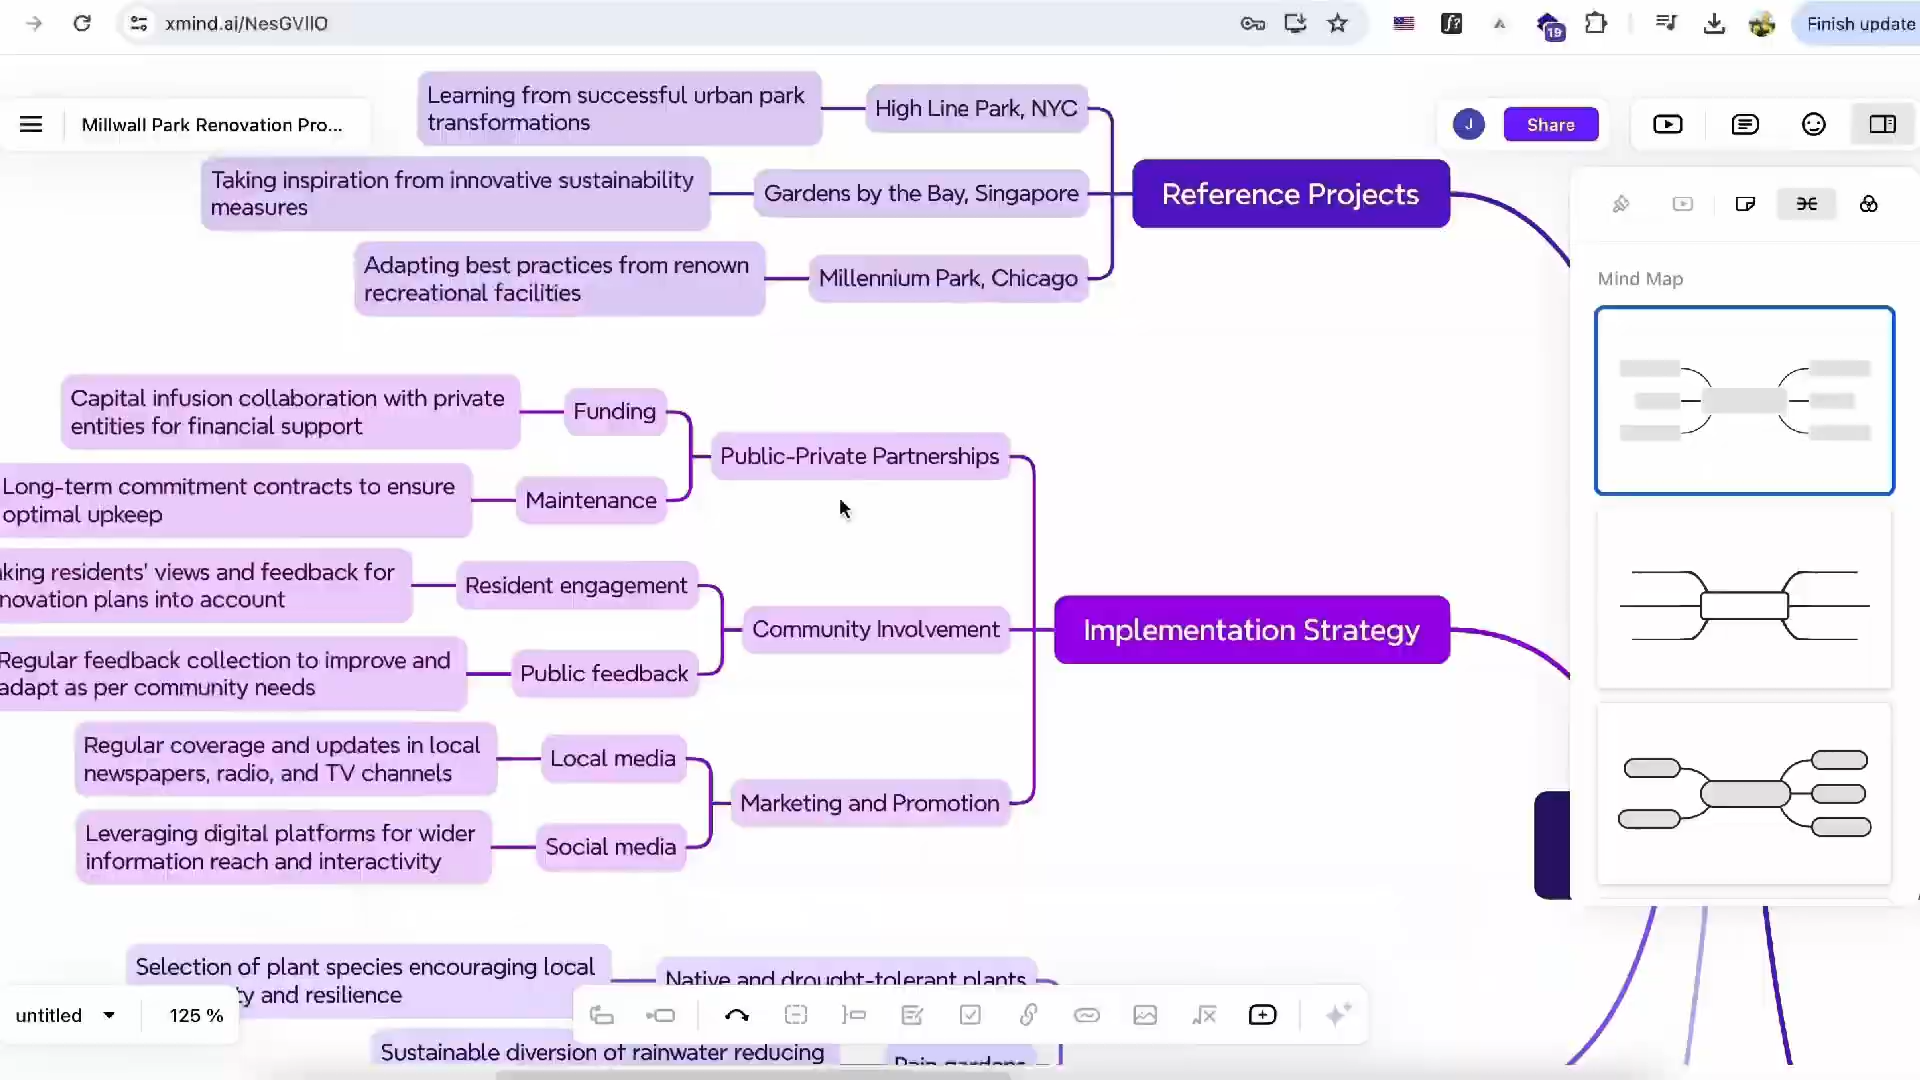 xmind.ai/NesGVIlO
19
Finish update
Millwall Park Renovation Pro...
J
Share
Learning from successful urban park
transformations
High Line Park, NYC
Taking inspiration from innovative sustainability
measures
Gardens by the Bay, Singapore
Reference Projects
Adapting best practices from renown
recreational facilities
Millennium Park, Chicago
Mind Map
Capital infusion collaboration with private
entities for financial support
Funding
Public-Private Partnerships
Long-term commitment contracts to ensure
optimal upkeep
Maintenance
king residents' views and feedback for
novation plans into account
Resident engagement
Community Involvement
Implementation Strategy
Regular feedback collection to improve and
adapt as per community needs
Public feedback
Regular coverage and updates in local
newspapers, radio, and TV channels
Local media
Marketing and Promotion
Leveraging digital platforms for wider
information reach and interactivity
Social media
Selection of plant species encouraging local
ty and resilience
Native and drought-tolerant plants
untitled
125 %
Sustainable diversion of rainwater reducing
Rain gardens